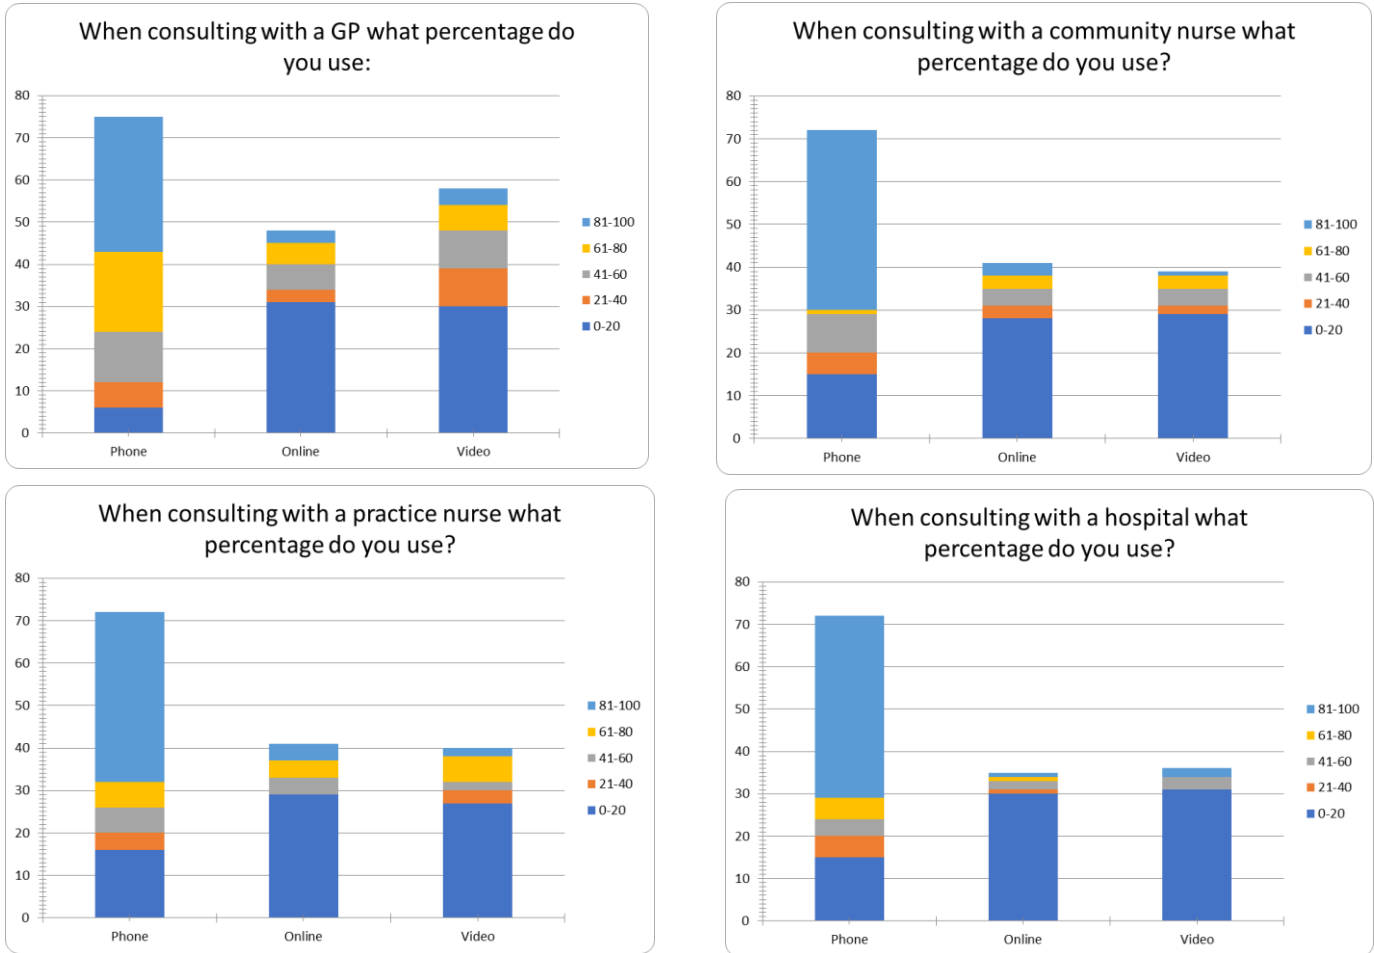 When consulting with a GP what percentage do
you use:
80
70
60
50
40
30
20
10
0
Phone
Online
Video
81-100
61-80
41-60
21-40
0-20
When consulting with a community nurse what
percentage do you use?
80
70
60
50
40
30
20
10
0
Phone
Online
Video
81-100
61-80
41-60
21-40
0-20
When consulting with a practice nurse what
percentage do you use?
80
70
60
50
40
30
20
10
0
Phone
Online
Video
81-100
61-80
41-60
21-40
0-20
When consulting with a hospital what
percentage do you use?
80
70
60
50
40
30
20
10
0
Phone
Online
Video
81-100
61-80
41-60
21-40
0-20